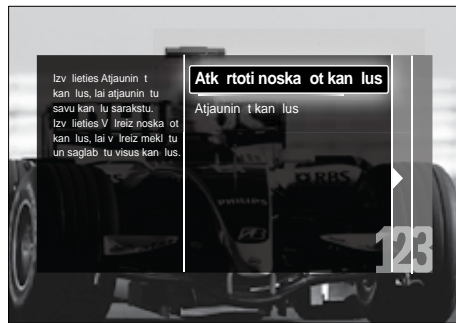 Izv lieties Atjaunin t
kan lus, lai atjaunin tu
savu kan lu sarakstu.
Izv lieties V lreiz noska ot
kan lus, lai v lreiz mekl tu
un saglab tu visus kan lus.
Atk rtoti noska ot kan lus
Atjaunin t kan lus
RBS
PHILIPS
123